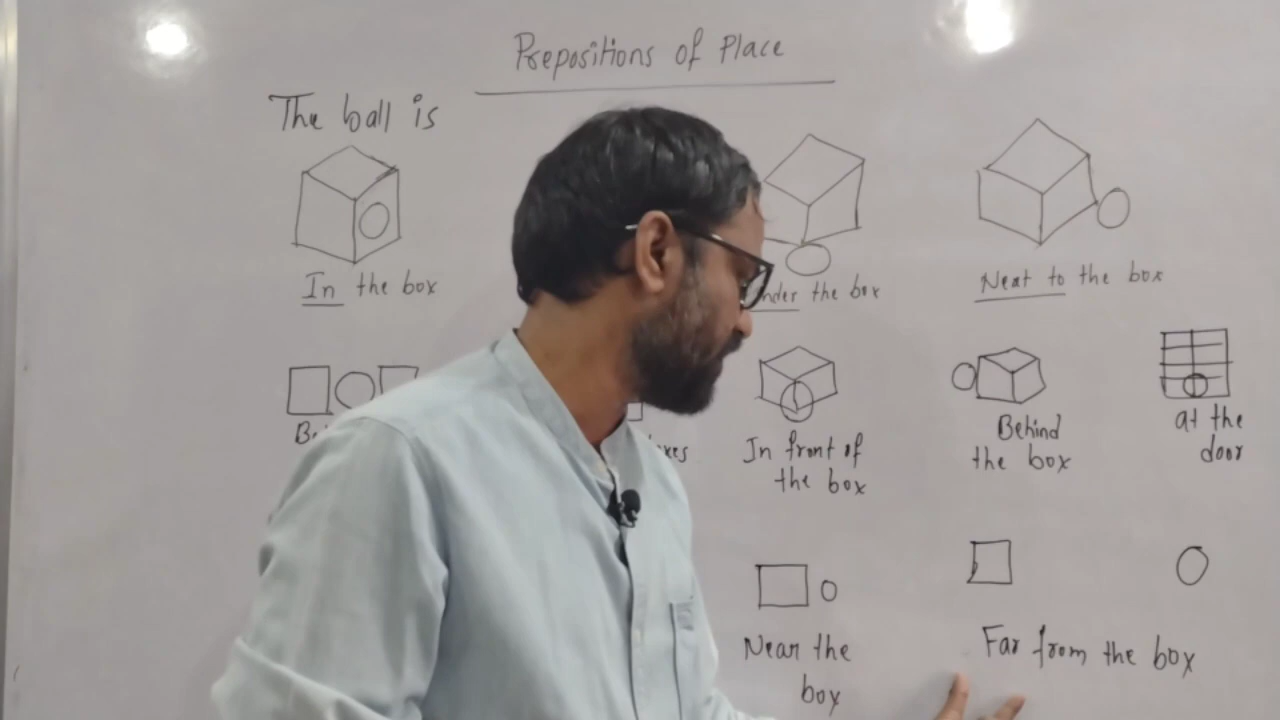 Prepositions of Place
The ball is
In the box
the box
Next to the box
In front of
the box
Behind
the box
at the
door
Near the
box
Far from the box